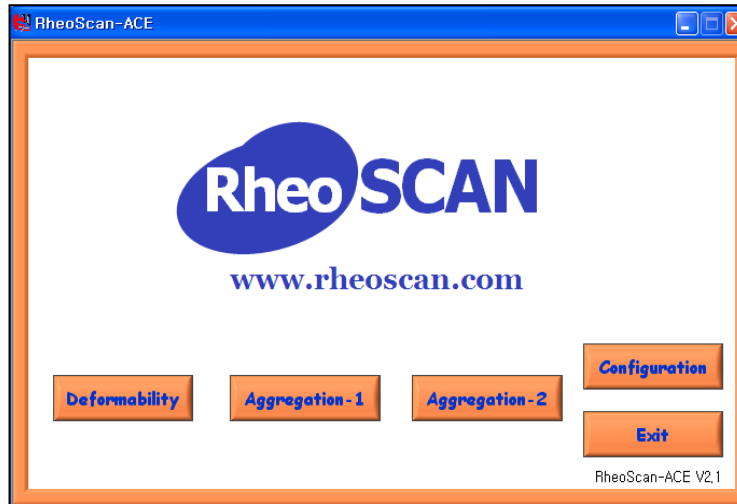 RheoScan-ACE
RheoSCAN
www.rheoscan.com
Configuration
Deformability
Aggregation-1
Aggregation-2
Exit
RheoScan-ACE V2,1